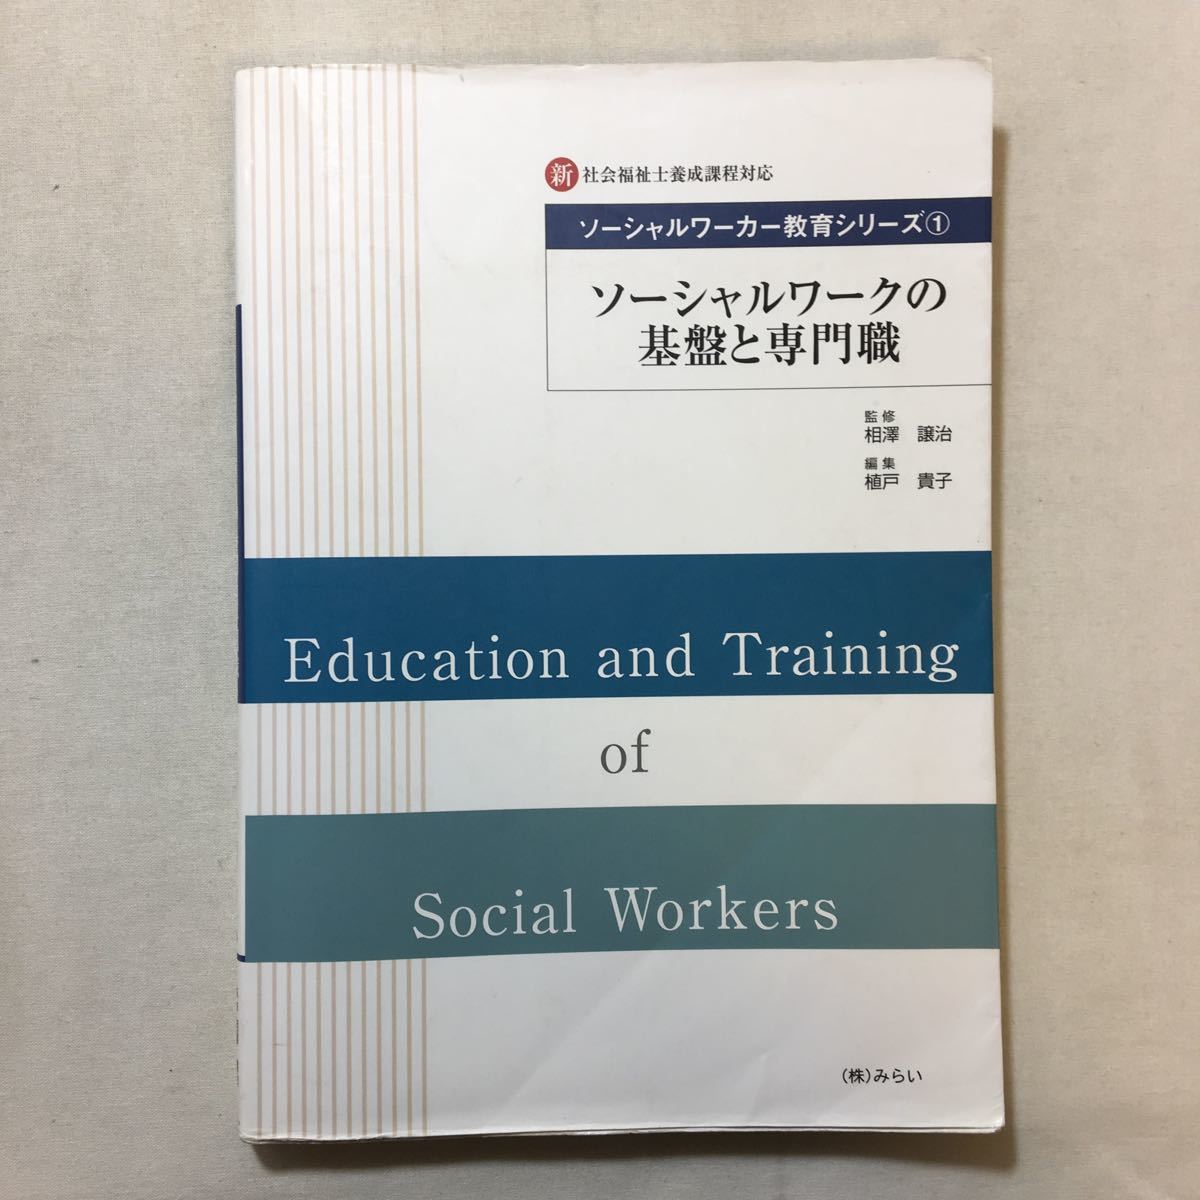 新 社会福祉士養成課程対応
ソーシャルワーカー教育シリーズ①
ソーシャルワークの
基盤と専門職
監修
相澤 譲治
編集
植戸 貴子
Education and Training
of
Social Workers
(株)みらい